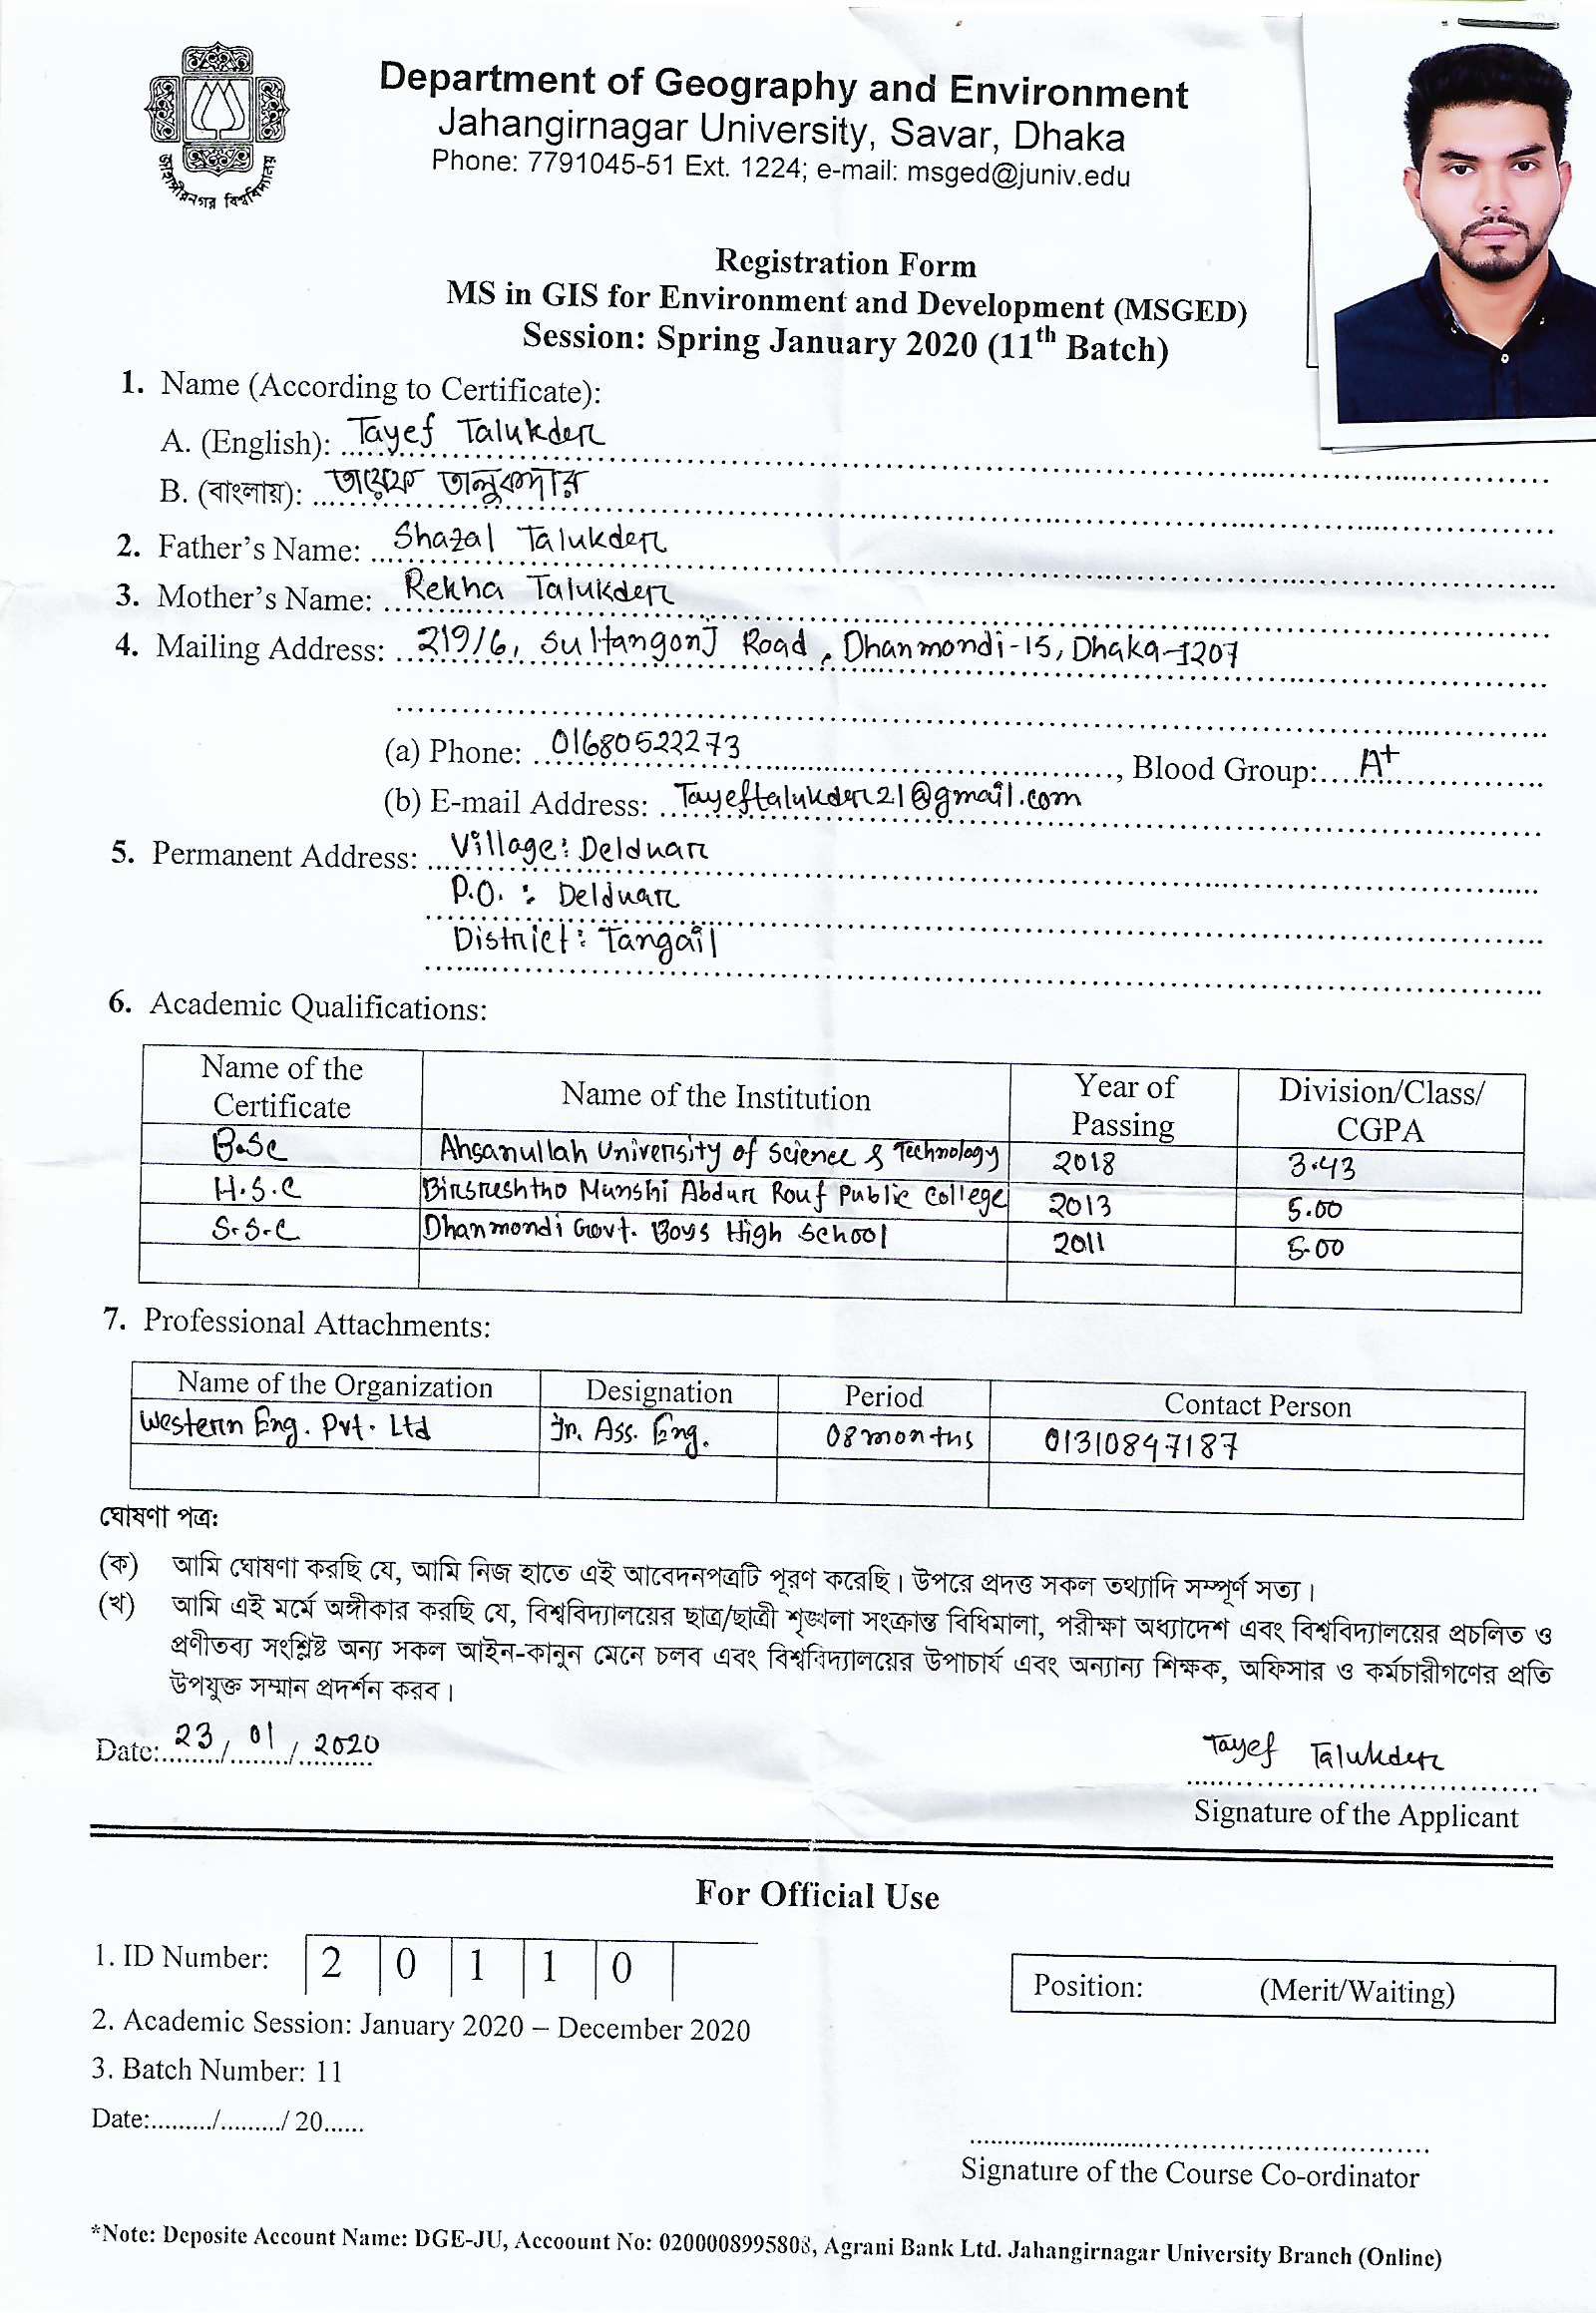 জাহাঙ্গীরনগর বিশ্ববিদ্যালয়
Department of Geography and Environment
Jahangirnagar University, Savar, Dhaka
Phone: 7791045-51 Ext. 1224; e-mail: msged@juniv.edu
Registration Form
MS in GIS for Environment and Development (MSGED)
Session: Spring January 2020 (11th Batch)
1. Name (According to Certificate):
A. (English): Tayef Talukder
B. (বাংলায়): তায়েফ তালুকদার
2. Father's Name: Shazal Talukder
3. Mother's Name: Rekha Talukder
4. Mailing Address: 219/6, Sultangonj Road, Dhanmondi-15, Dhaka-1207
(a) Phone: 01680522273, Blood Group: A+
(b) E-mail Address: Tayeftalukder21@gmail.com
5. Permanent Address: Village: Delduar
P.O. : Delduar
District: Tangail
6. Academic Qualifications:
Name of the Certificate Name of the Institution Year of Passing Division/Class/CGPA
B.Sc Ahsanullah University of Science & Technology 2018 3.43
H.S.C Birsreshtho Munshi Abdur Rouf Public College 2013 5.00
S.S.C Dhanmondi Govt. Boys High School 2011 5.00
7. Professional Attachments:
Name of the Organization Designation Period Contact Person
Western Eng. Pvt. Ltd Jr. Ass. Eng. 08 months 01310847187
ঘোষণা পত্র:
(ক) আমি ঘোষণা করছি যে, আমি নিজ হাতে এই আবেদনপত্রটি পূরণ করেছি। উপরে প্রদত্ত সকল তথ্যাদি সম্পূর্ণ সত্য।
(খ) আমি এই মর্মে অঙ্গীকার করছি যে, বিশ্ববিদ্যালয়ের ছাত্র/ছাত্রী শৃঙ্খলা সংক্রান্ত বিধিমালা, পরীক্ষা অধ্যাদেশ এবং বিশ্ববিদ্যালয়ের প্রচলিত ও
প্রণীতব্য সংশ্লিষ্ট অন্য সকল আইন-কানুন মেনে চলব এবং বিশ্ববিদ্যালয়ের উপাচার্য এবং অন্যান্য শিক্ষক, অফিসার ও কর্মচারীগণের প্রতি
উপযুক্ত সম্মান প্রদর্শন করব।
Date: 23/ 01 / 2020
Tayef Talukder
Signature of the Applicant
For Official Use
1. ID Number: 2 0 1 1 0
Position: (Merit/Waiting)
2. Academic Session: January 2020 – December 2020
3. Batch Number: 11
Date:........./........./ 20......
Signature of the Course Co-ordinator
*Note: Deposite Account Name: DGE-JU, Accoount No: 0200008995808, Agrani Bank Ltd. Jahangirnagar University Branch (Online)